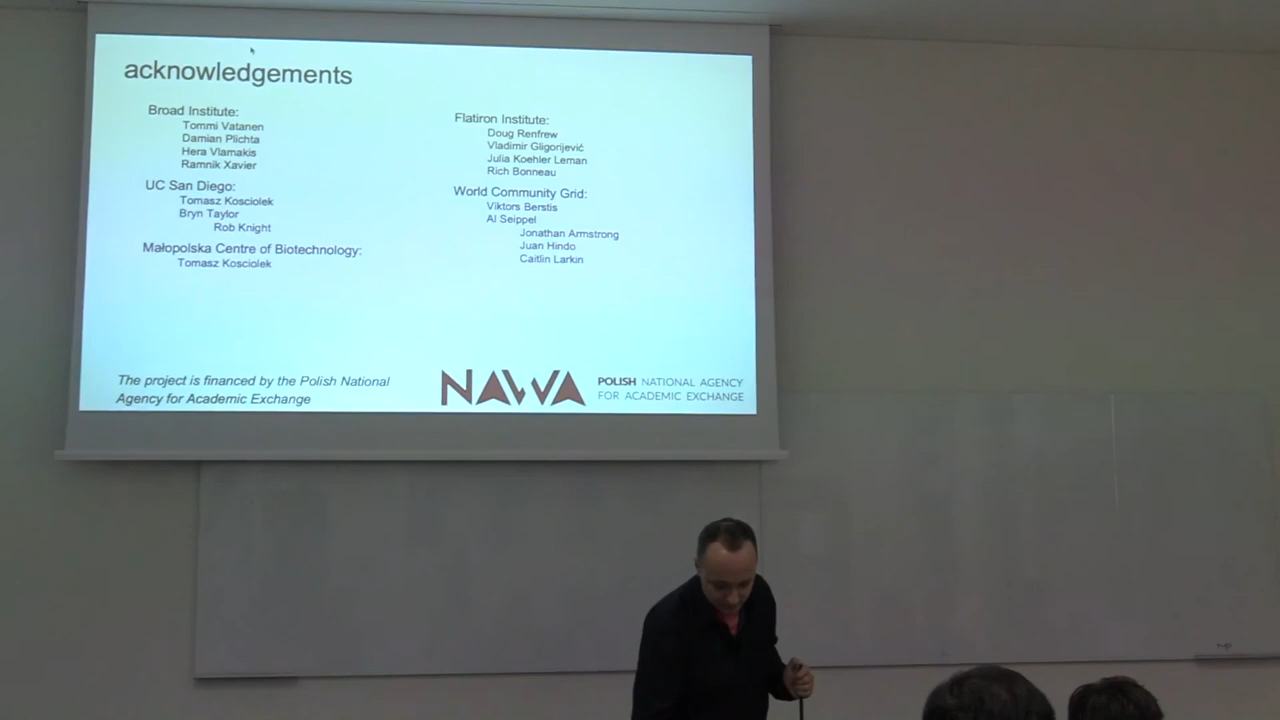 acknowledgements
Broad Institute:
Tommi Vatanen
Damian Plichta
Hera Vlamakis
Ramnik Xavier
UC San Diego:
Tomasz Kosciolek
Bryn Taylor
Rob Knight
Małopolska Centre of Biotechnology:
Tomasz Kosciolek
Flatiron Institute:
Doug Renfrew
Vladimir Gligorijević
Julia Koehler Leman
Rich Bonneau
World Community Grid:
Viktors Berstis
Al Seippel
Jonathan Armstrong
Juan Hindo
Caitlin Larkin
The project is financed by the Polish National
Agency for Academic Exchange
NAWA
POLISH NATIONAL AGENCY
FOR ACADEMIC EXCHANGE